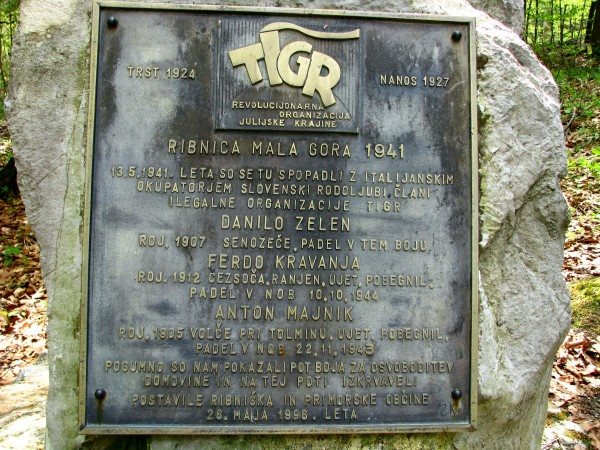 TIGR
TRST 1924
NANOS 1927
REVOLUCIONARNA
ORGANIZACIJA
JULIJSKE KRAJINE
RIBNICA MALA GORA 1941
13.5.1941. LETA SO SE TU SPOPADLI Z ITALIJANSKIM
OKUPATORJEM SLOVENSKI RODOLJUBI, ČLANI
ILEGALNE ORGANIZACIJE TIGR
DANILO ZELEN
ROJ. 1907 SENOŽEČE, PADEL V TEM BOJU
FERDO KRAVANJA
ROJ. 1912 ČEZSOČA, RANJEN, UJET, POBEGNIL,
PADEL V NOB 10.10.1944
ANTON MAJNIK
ROJ. 1905 VOLČE PRI TOLMINU, UJET, POBEGNIL,
PADEL V NOB 22.11.1943
POGUMNO SO NAM POKAZALI POT BOJA ZA OSVOBODITEV
DOMOVINE IN NA TEJ POTI IZKRVAVELI
POSTAVILE RIBNIŠKA IN PRIMORSKE OBČINE
26. MAJA 1996. LETA